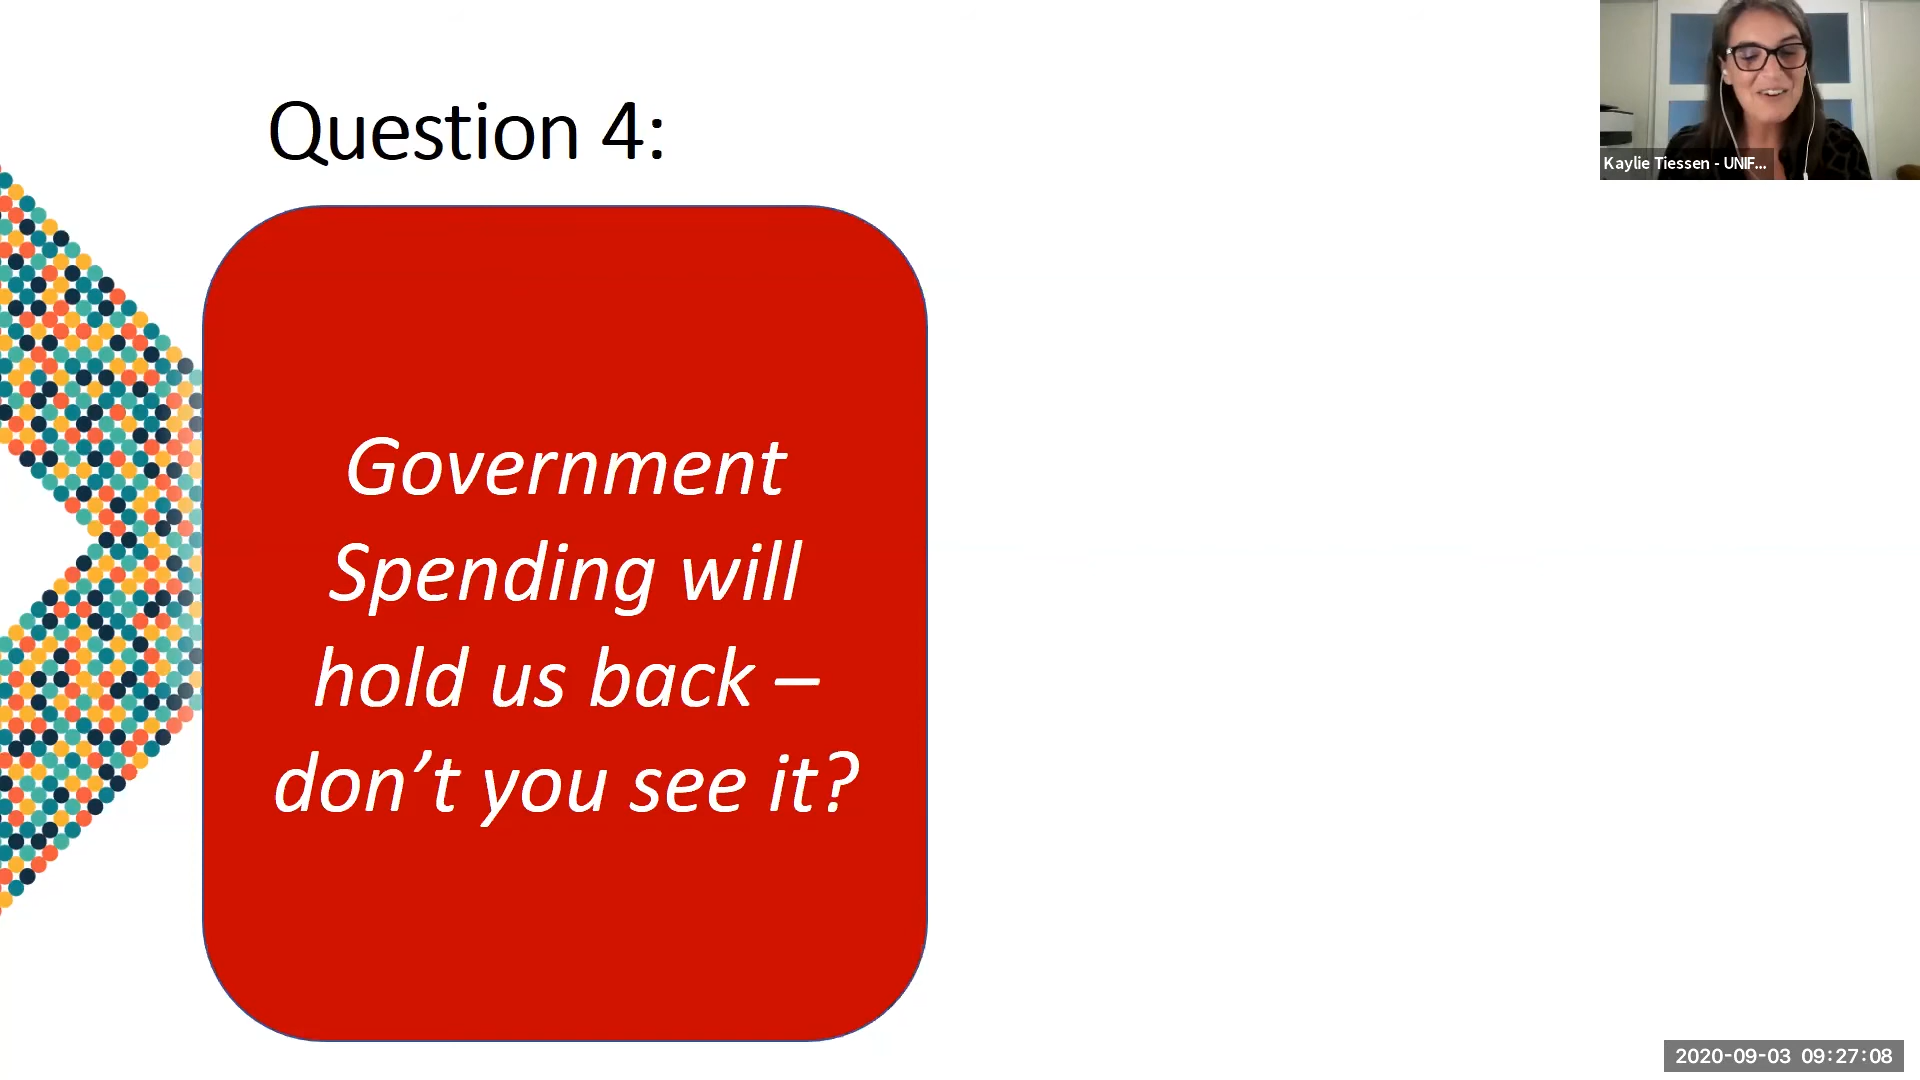 Question 4:
Kaylie Tiessen - UNIF...
Government
Spending will
hold us back –
don’t you see it?
2020-09-03 09:27:08